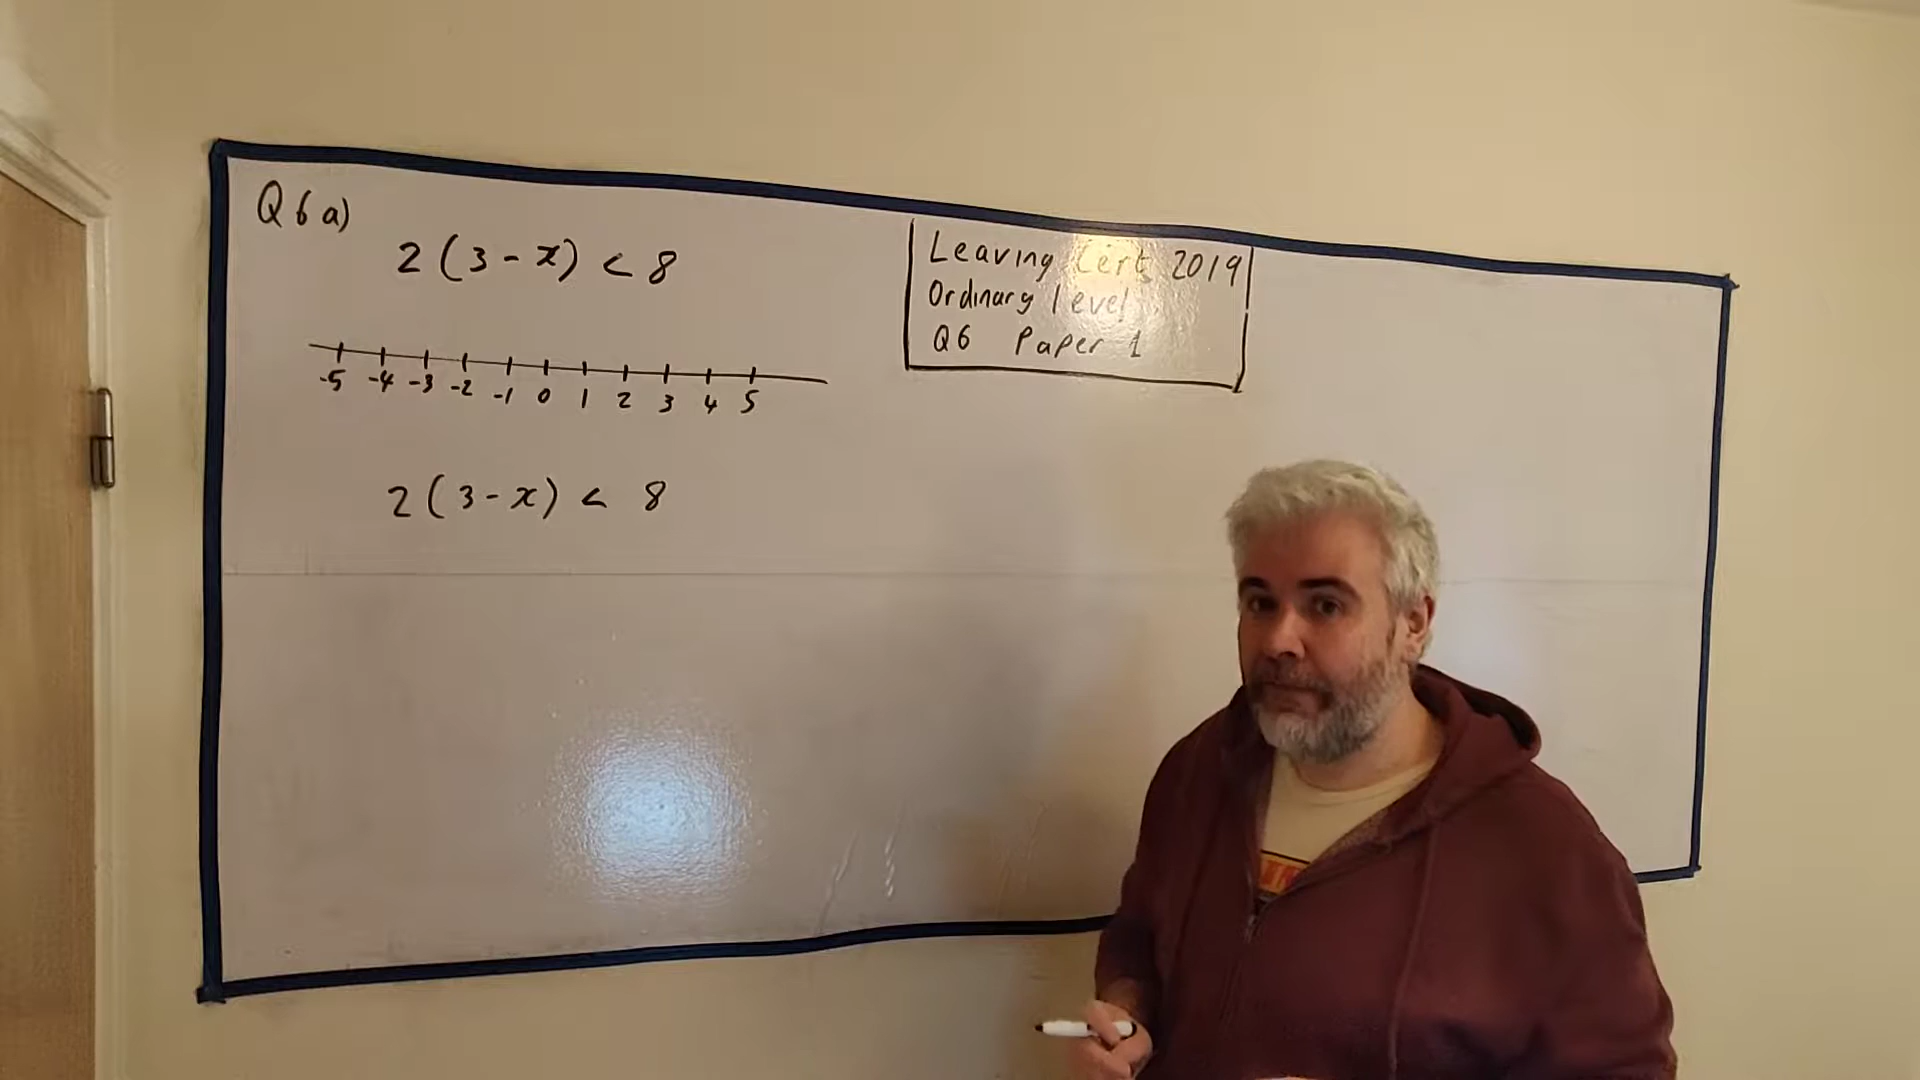 Q6a)
2(3-x) < 8
-5 -4 -3 -2 -1 0 1 2 3 4 5
2(3-x) < 8
Leaving Cert 2019
Ordinary level
Q6 Paper 1